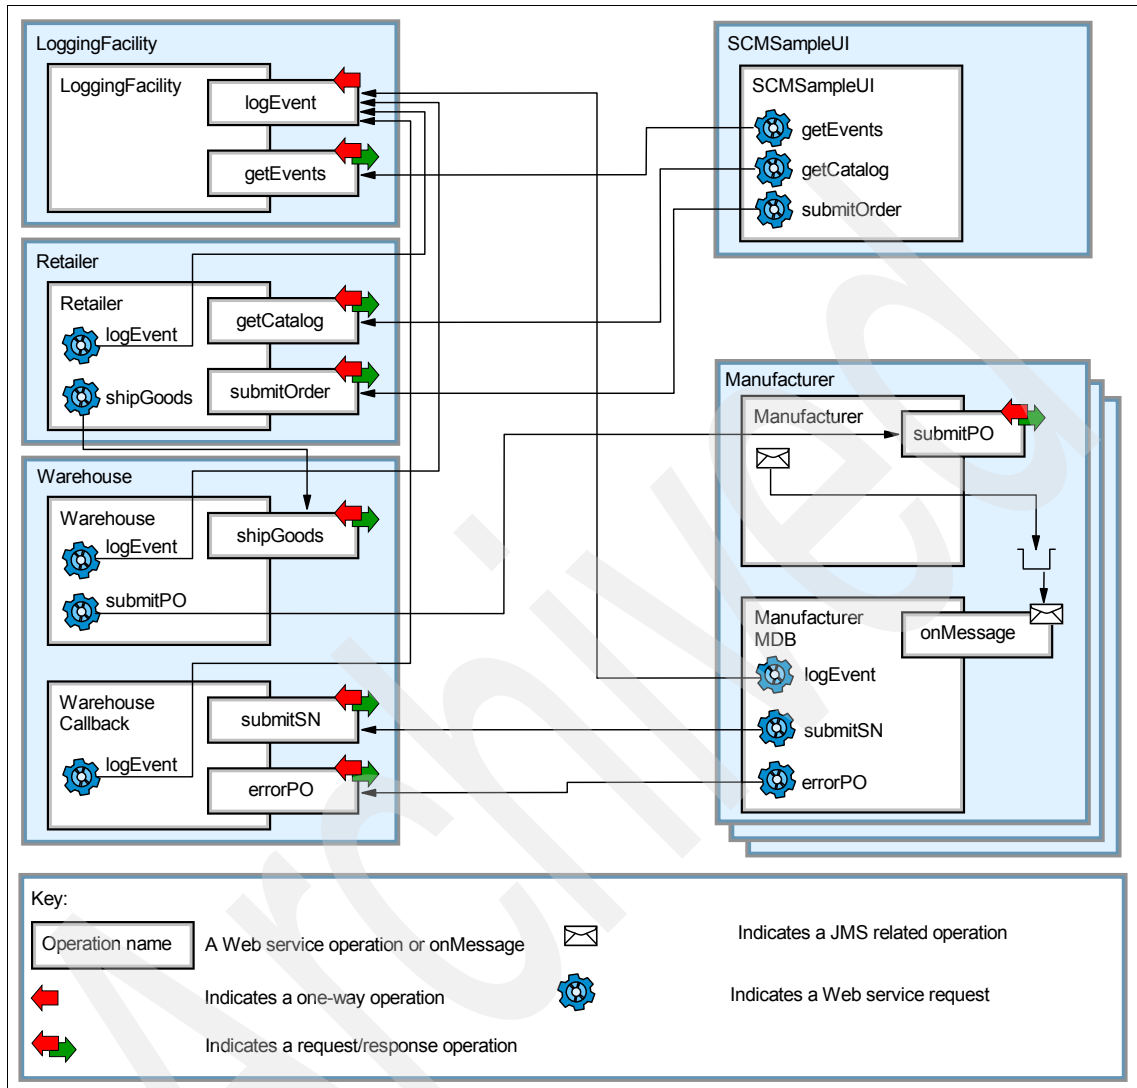 LoggingFacility
LoggingFacility
logEvent
getEvents
SCMSampleUI
SCMSampleUI
getEvents
getCatalog
submitOrder
Retailer
Retailer
logEvent
shipGoods
getCatalog
submitOrder
Warehouse
Warehouse
logEvent
submitPO
shipGoods
Warehouse
Callback
logEvent
submitSN
errorPO
Manufacturer
Manufacturer
submitPO
Manufacturer
MDB
onMessage
logEvent
submitSN
errorPO
Key:
Operation name
A Web service operation or onMessage
Indicates a JMS related operation
Indicates a one-way operation
Indicates a Web service request
Indicates a request/response operation
Archived